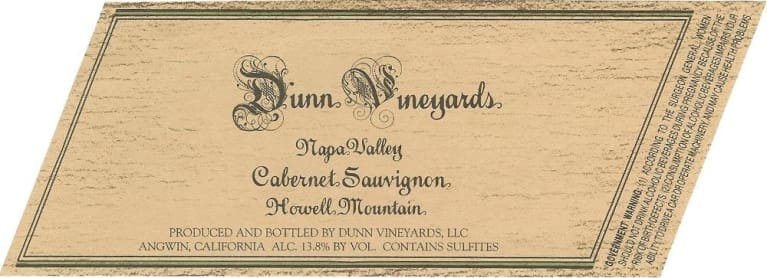 Dunn Vineyards
Napa Valley
Cabernet Sauvignon
Howell Mountain
PRODUCED AND BOTTLED BY DUNN VINEYARDS, LLC
ANGWIN, CALIFORNIA ALC. 13.8% BY VOL. CONTAINS SULFITES
GOVERNMENT WARNING: (1) ACCORDING TO THE SURGEON GENERAL, WOMEN
SHOULD NOT DRINK ALCOHOLIC BEVERAGES DURING PREGNANCY BECAUSE OF THE
RISK OF BIRTH DEFECTS. (2) CONSUMPTION OF ALCOHOLIC BEVERAGES IMPAIRS YOUR
ABILITY TO DRIVE A CAR OR OPERATE MACHINERY, AND MAY CAUSE HEALTH PROBLEMS